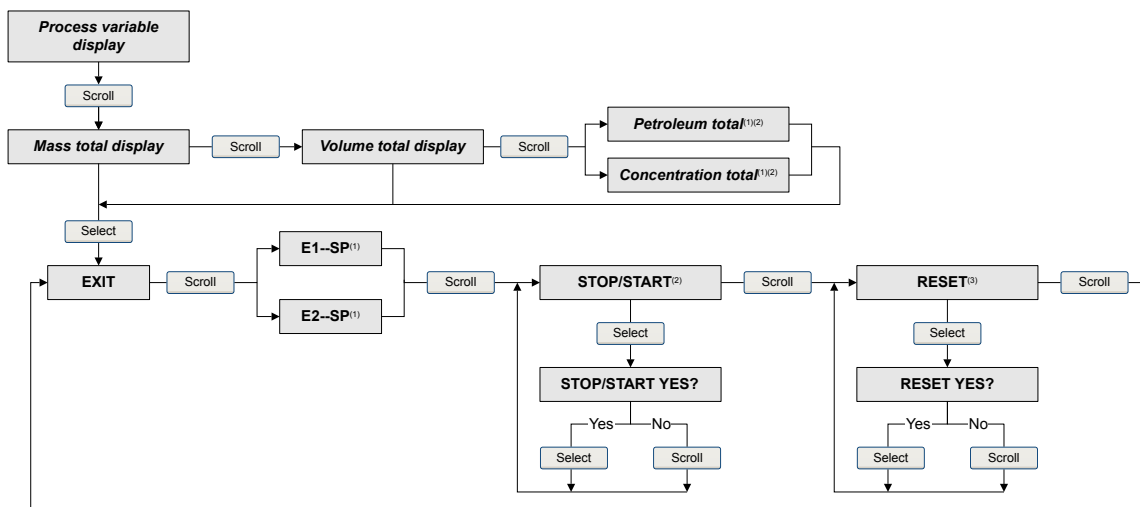 Process variable
display
Scroll
Mass total display
Scroll
Volume total display
Scroll
Petroleum total(1)(2)
Concentration total(1)(2)
Select
EXIT
Scroll
E1--SP(1)
E2--SP(1)
Scroll
STOP/START(2)
Scroll
RESET(3)
Scroll
Select
Select
STOP/START YES?
RESET YES?
Yes No
Yes No
Select
Scroll
Select
Scroll